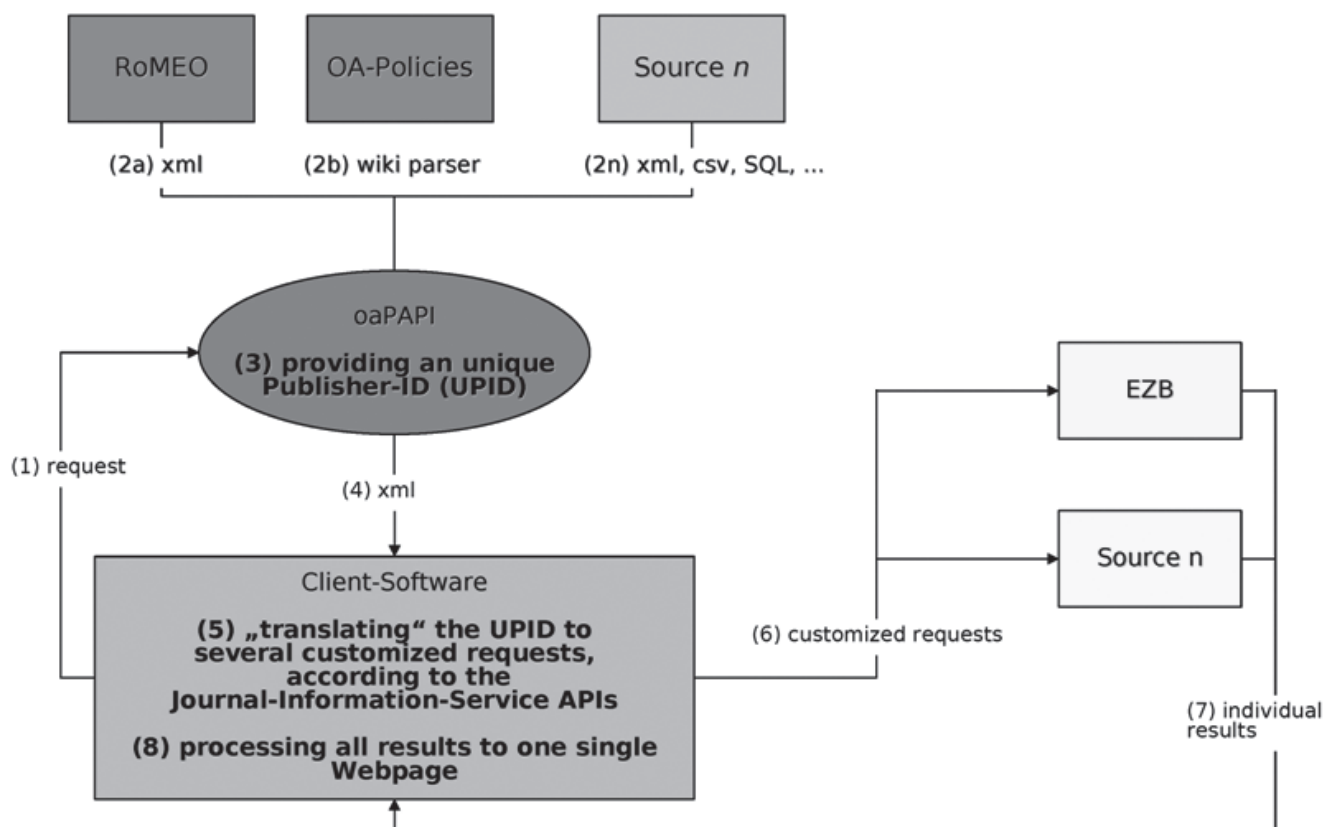 RoMEO
OA-Policies
Source n
(2a) xml
(2b) wiki parser
(2n) xml, csv, SQL, ...
oaPAPI
(3) providing an unique
Publisher-ID (UPID)
EZB
(1) request
(4) xml
Source n
Client-Software
(5) „translating“ the UPID to
several customized requests,
according to the
Journal-Information-Service APIs
(8) processing all results to one single
Webpage
(6) customized requests
(7) individual
results